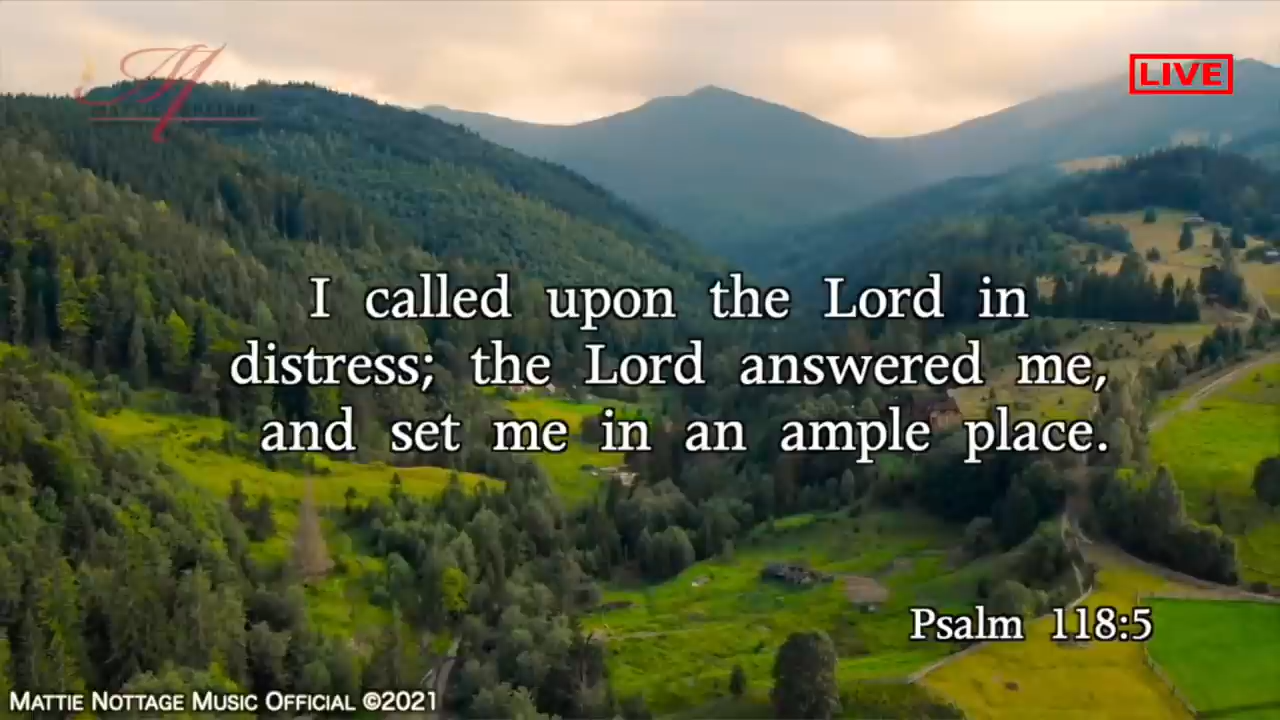 LIVE
I called upon the Lord in
distress; the Lord answered me,
and set me in an ample place.
Psalm 118:5
MATTIE NOTTAGE MUSIC OFFICIAL ©2021